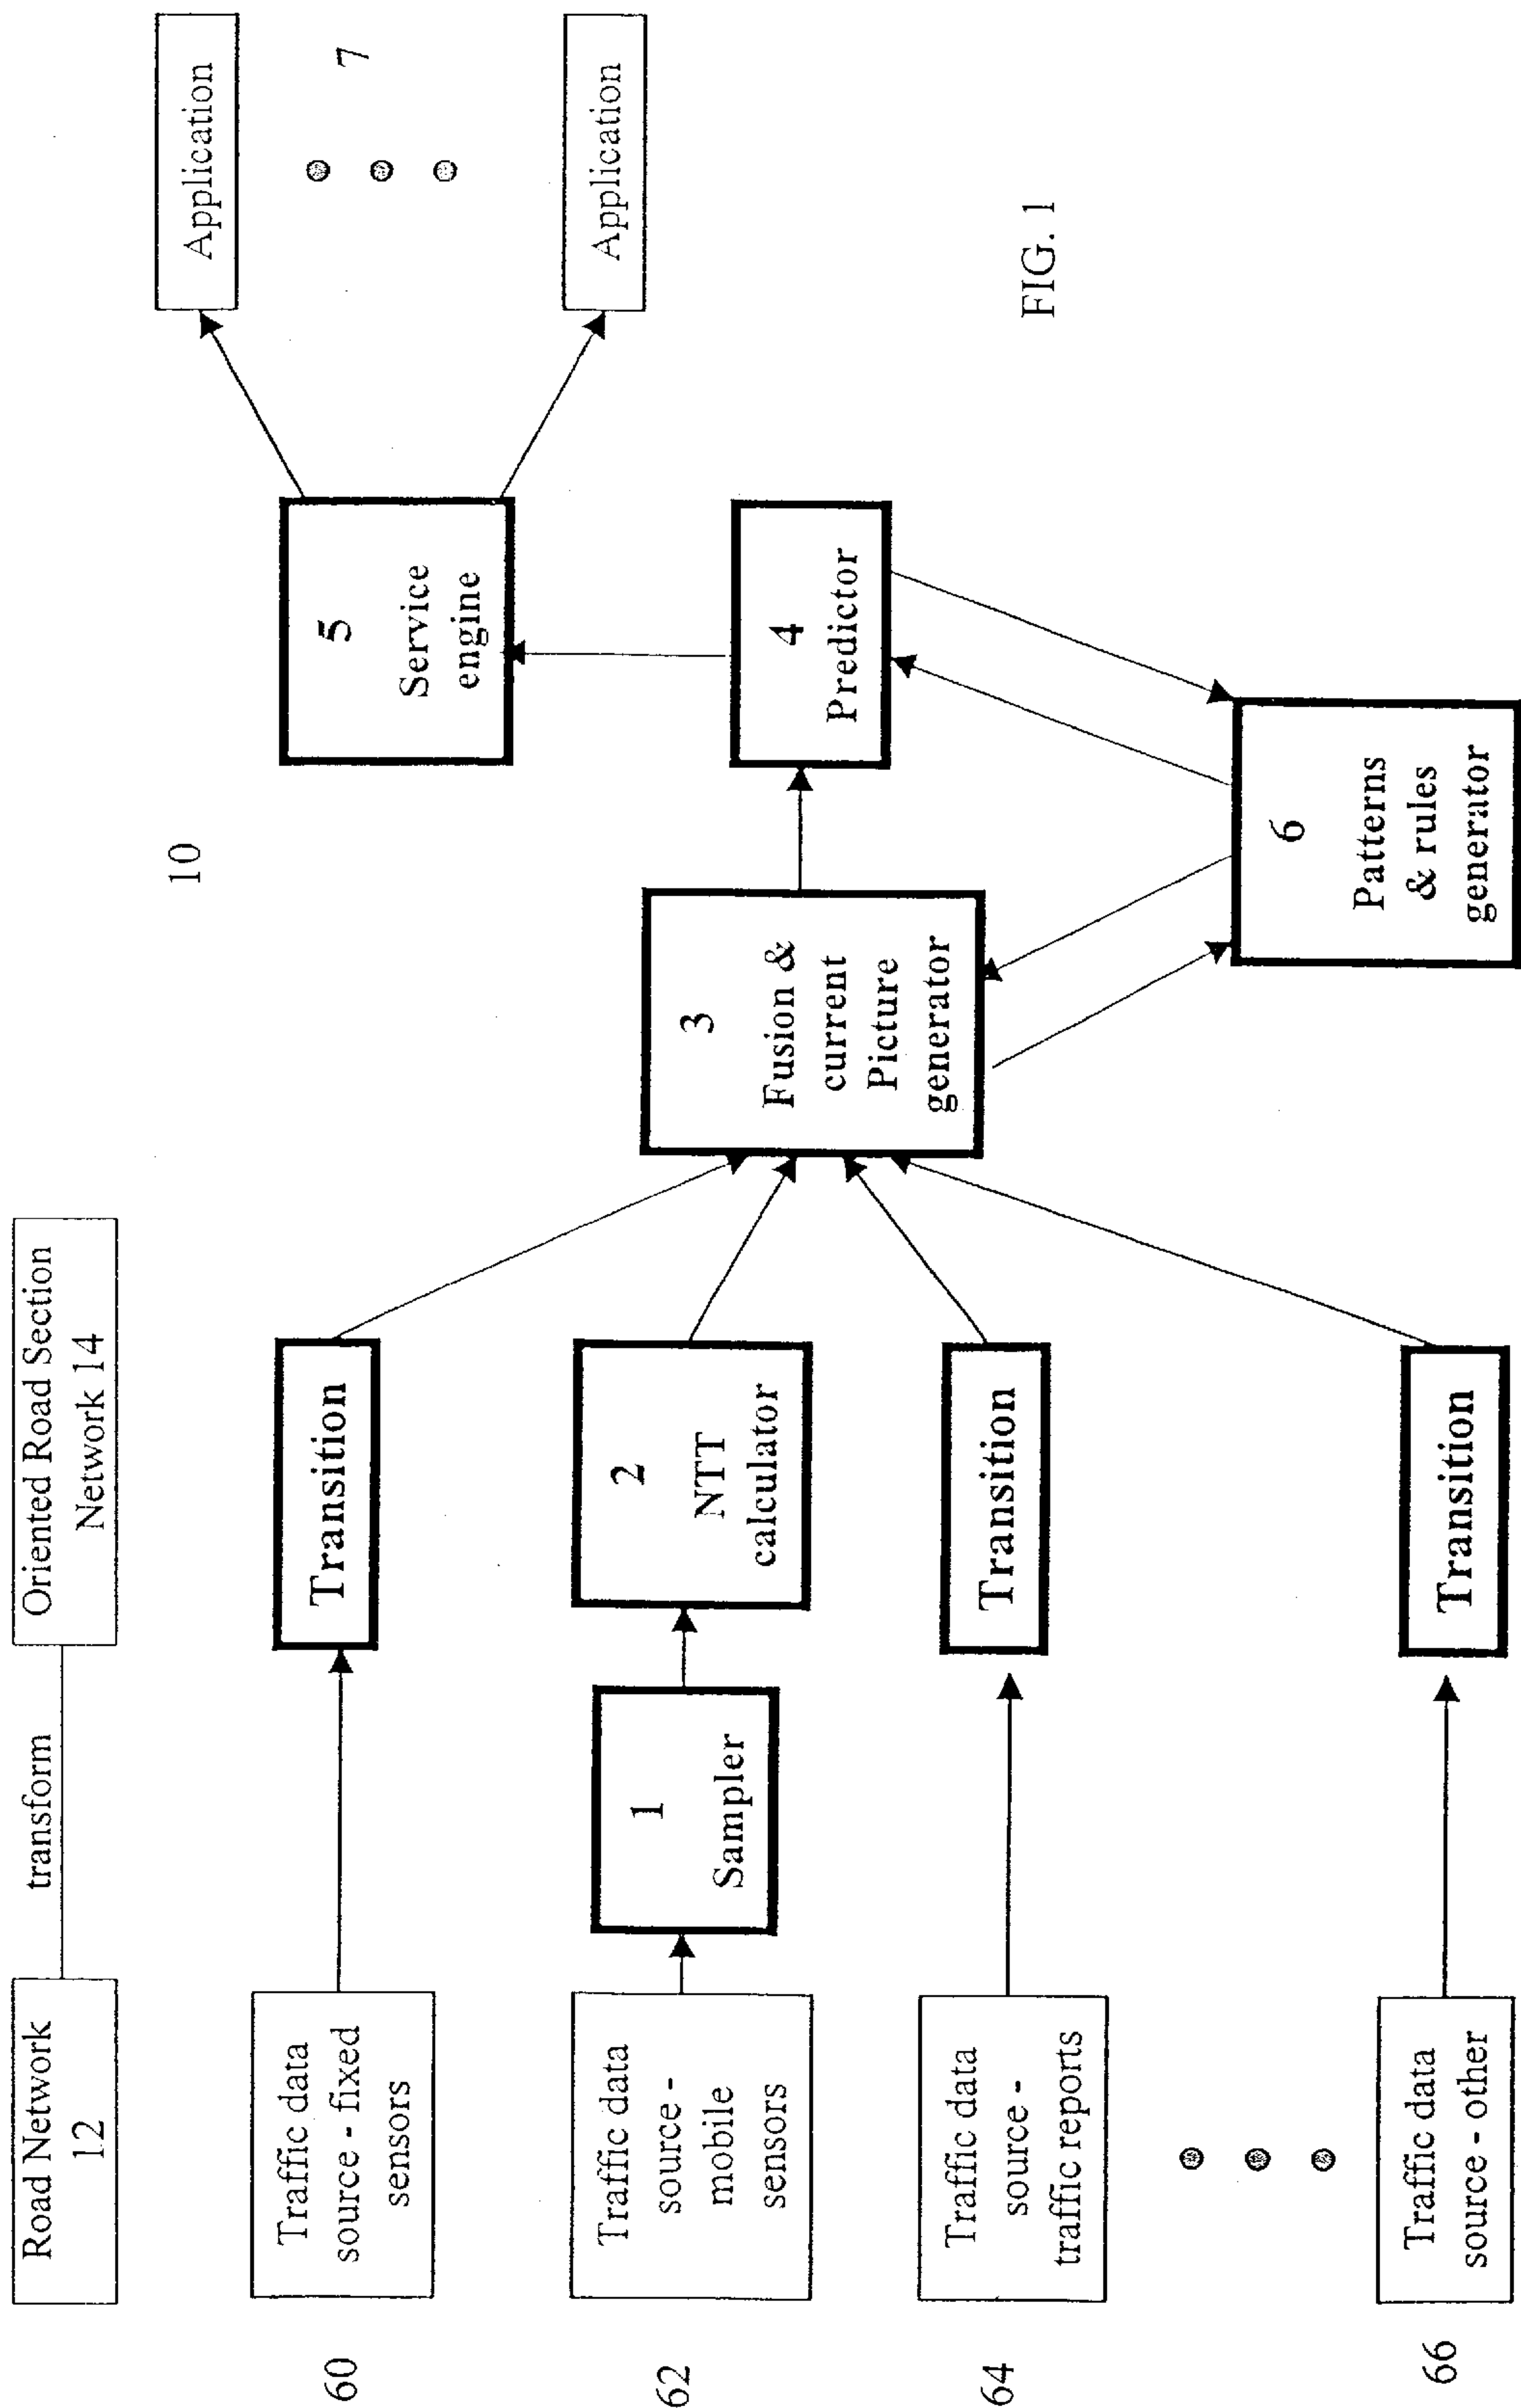 Road Network
12
transform
Oriented Road Section
Network 14
10
60
Traffic data
source - fixed
sensors
Transition
62
Traffic data
source -
mobile
sensors
1
Sampler
2
NTT
calculator
64
Traffic data
source -
traffic reports
Transition
66
Traffic data
source - other
Transition
3
Fusion &
current
Picture
generator
4
Predictor
5
Service
engine
6
Patterns
& rules
generator
Application
7
Application
FIG. 1